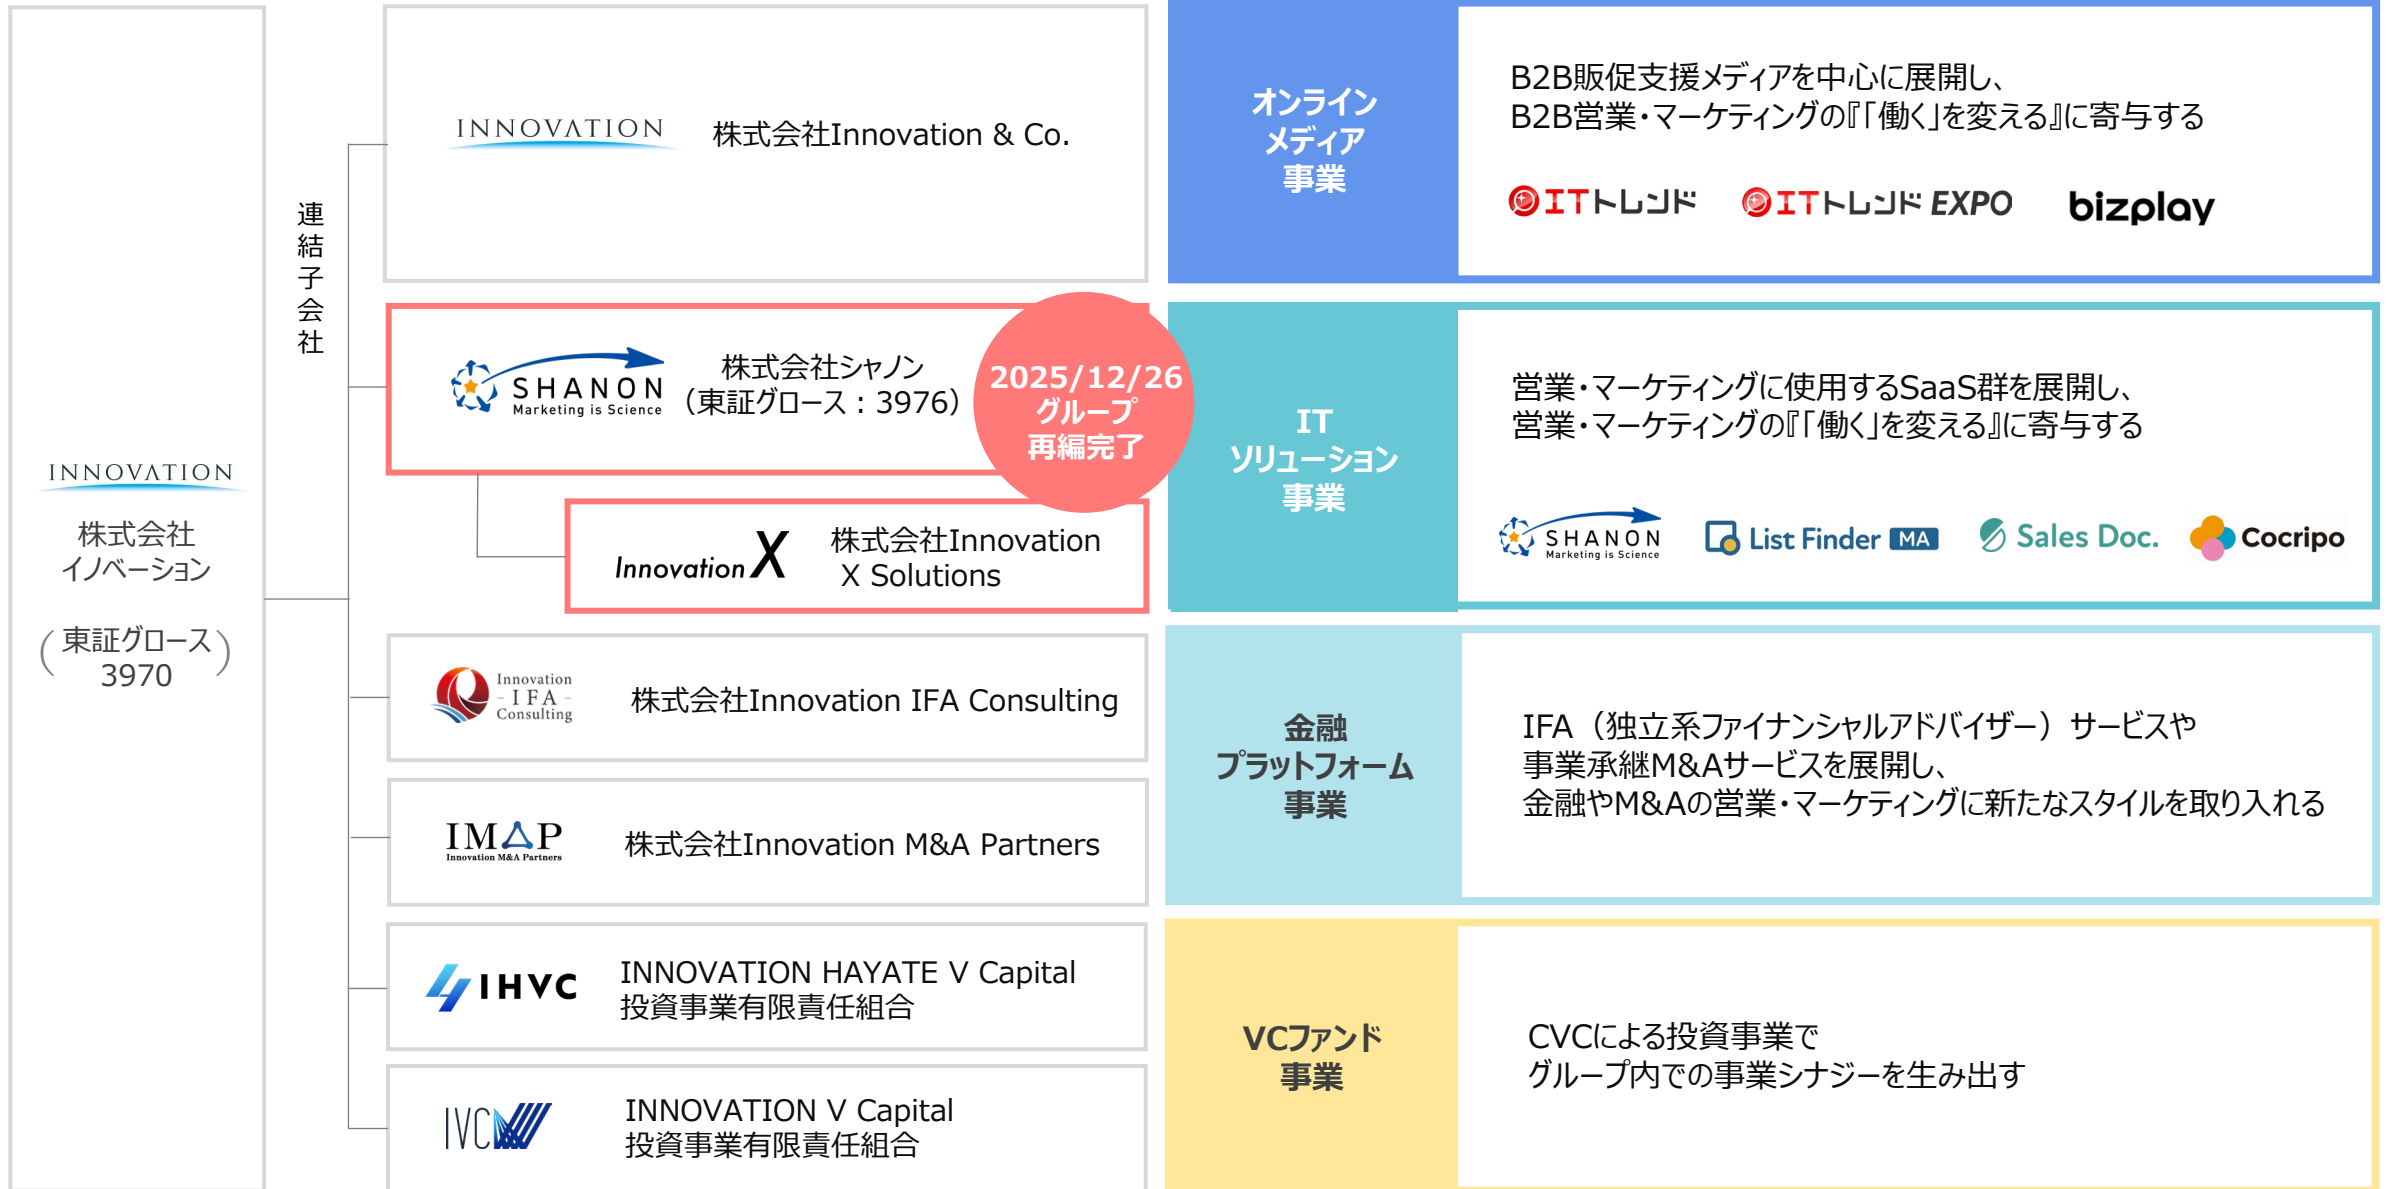 INNOVATION
株式会社
イノベーション
(東証グロース
3970)
連結子会社
INNOVATION
株式会社Innovation & Co.
オンライン
メディア
事業
B2B販促支援メディアを中心に展開し、
B2B営業・マーケティングの『「働く」を変える』に寄与する
ITトレンド
ITトレンド EXPO
bizplay
SHANON
Marketing is Science
株式会社シャノン
（東証グロース：3976）
2025/12/26
グループ
再編完了
Innovation X
株式会社Innovation
X Solutions
IT
ソリューション
事業
営業・マーケティングに使用するSaaS群を展開し、
営業・マーケティングの『「働く」を変える』に寄与する
SHANON
Marketing is Science
List Finder MA
Sales Doc.
Cocripo
Innovation
- IFA -
Consulting
株式会社Innovation IFA Consulting
IMAP
Innovation M&A Partners
株式会社Innovation M&A Partners
金融
プラットフォーム
事業
IFA（独立系ファイナンシャルアドバイザー）サービスや
事業承継M&Aサービスを展開し、
金融やM&Aの営業・マーケティングに新たなスタイルを取り入れる
IHVC
INNOVATION HAYATE V Capital
投資事業有限責任組合
IVC
INNOVATION V Capital
投資事業有限責任組合
VCファンド
事業
CVCによる投資事業で
グループ内での事業シナジーを生み出す